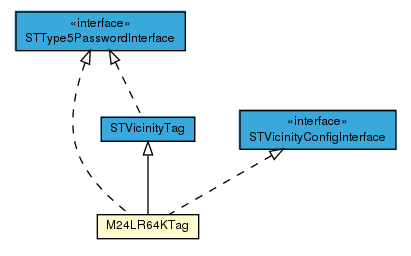 «interface»
STType5PasswordInterface
STVicinityTag
«interface»
STVicinityConfigInterface
M24LR64KTag